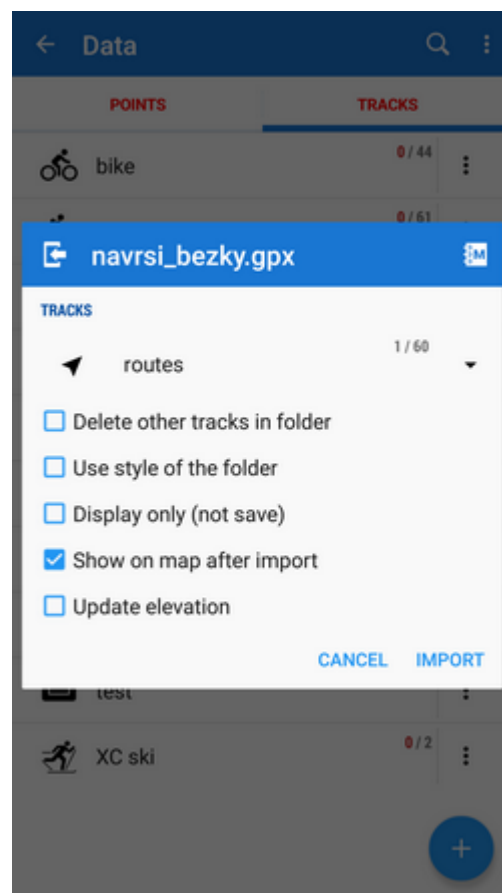 Data
POINTS TRACKS
bike 0 / 44
0 / 61
navrsi_bezky.gpx M
TRACKS
routes 1 / 60
Delete other tracks in folder
Use style of the folder
Display only (not save)
Show on map after import
Update elevation
CANCEL IMPORT
test
XC ski 0 / 2
+